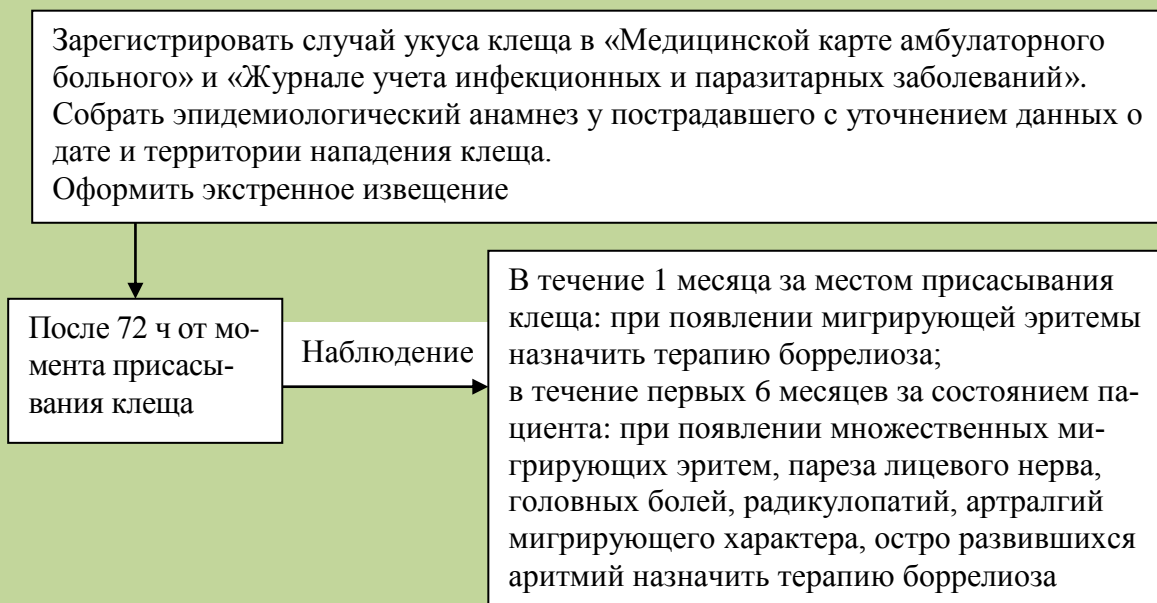 Зарегистрировать случай укуса клеща в «Медицинской карте амбулаторного
больного» и «Журнале учета инфекционных и паразитарных заболеваний».
Собрать эпидемиологический анамнез у пострадавшего с уточнением данных о
дате и территории нападения клеща.
Оформить экстренное извещение
После 72 ч от мо-
мента присасы-
вания клеща
Наблюдение
В течение 1 месяца за местом присасывания
клеща: при появлении мигрирующей эритемы
назначить терапию боррелиоза;
в течение первых 6 месяцев за состоянием па-
циента: при появлении множественных ми-
грирующих эритем, пареза лицевого нерва,
головных болей, радикулопатий, артралгий
мигрирующего характера, остро развившихся
аритмий назначить терапию боррелиоза